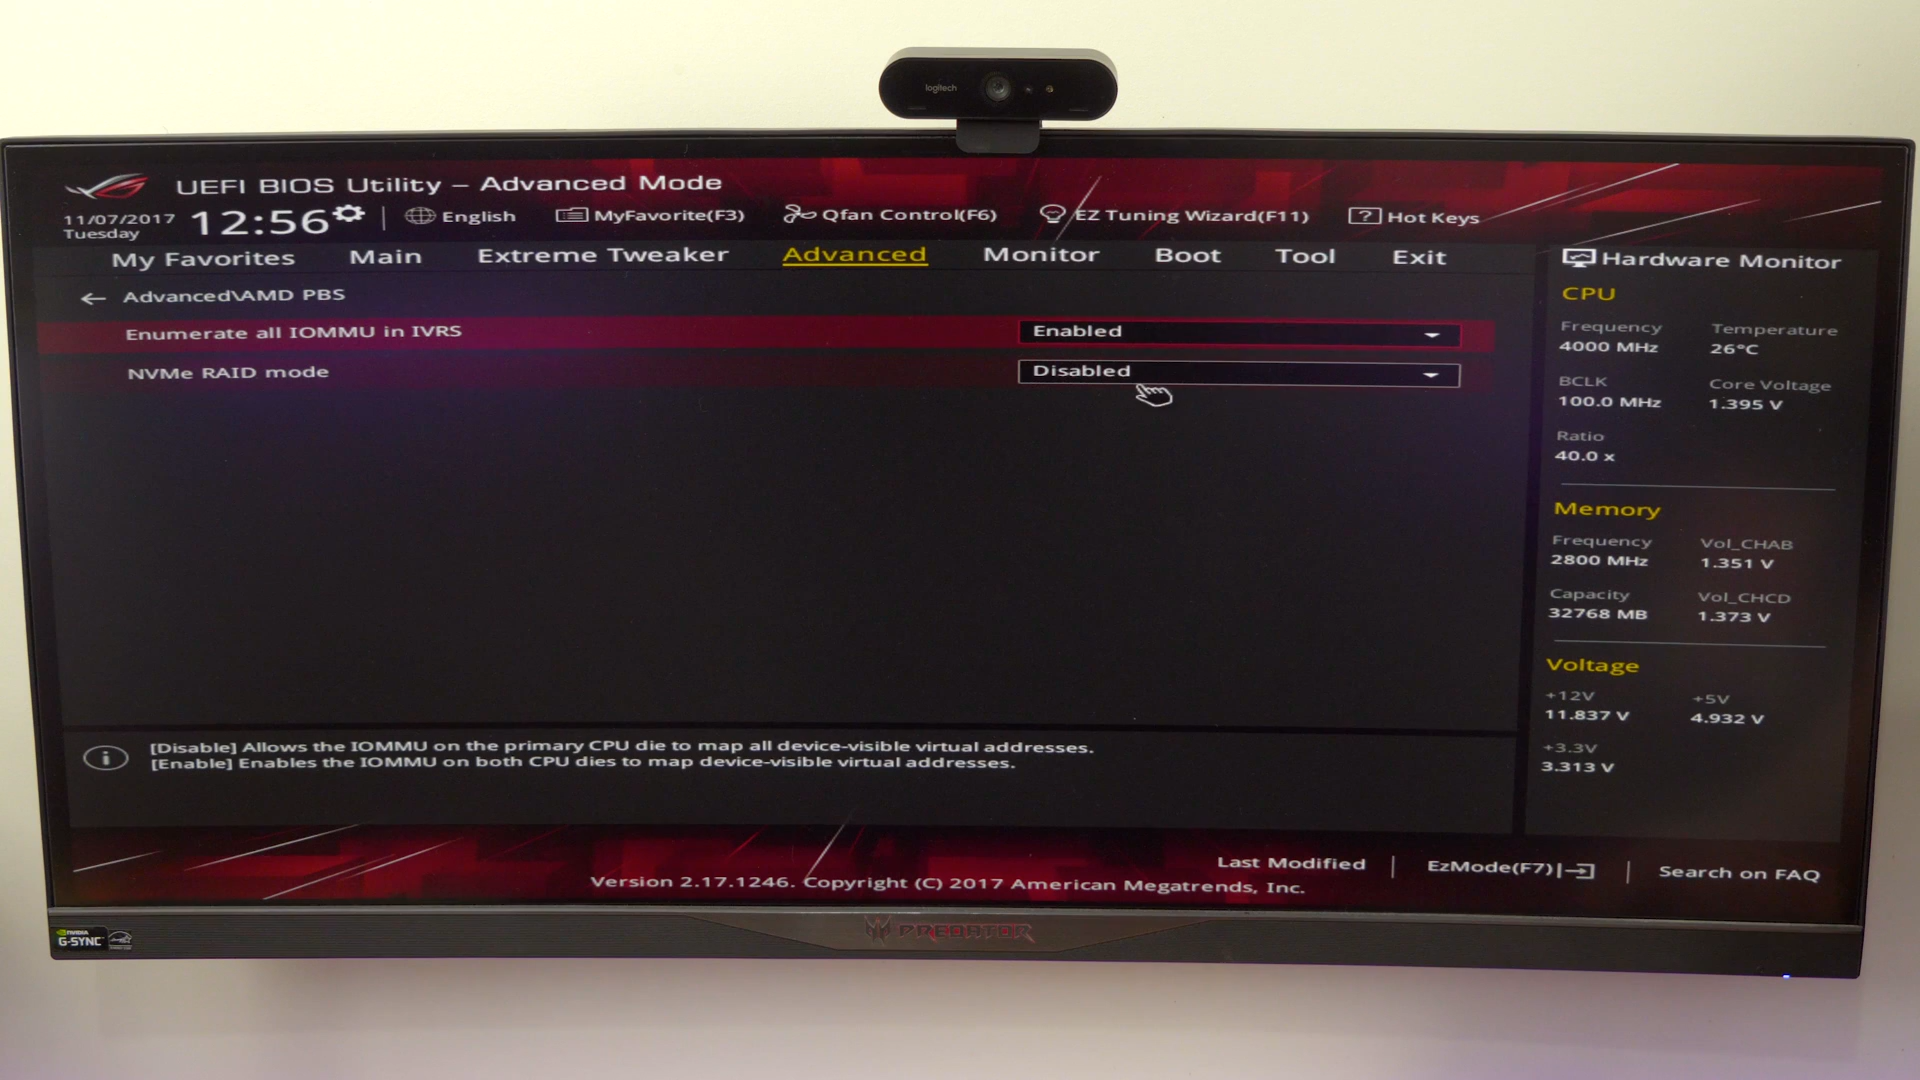 logitech
UEFI BIOS Utility – Advanced Mode
11/07/2017
Tuesday
12:56
English
MyFavorite(F3)
Qfan Control(F6)
EZ Tuning Wizard(F11)
? Hot Keys
My Favorites Main Extreme Tweaker Advanced Monitor Boot Tool Exit
Hardware Monitor
← Advanced\AMD PBS
Enumerate all IOMMU in IVRS Enabled
NVMe RAID mode Disabled
CPU
Frequency Temperature
4000 MHz 26°C
BCLK Core Voltage
100.0 MHz 1.395 V
Ratio
40.0 x
Memory
Frequency Vol_CHAB
2800 MHz 1.351 V
Capacity Vol_CHCD
32768 MB 1.373 V
Voltage
+12V +5V
11.837 V 4.932 V
+3.3V
3.313 V
i
[Disable] Allows the IOMMU on the primary CPU die to map all device-visible virtual addresses.
[Enable] Enables the IOMMU on both CPU dies to map device-visible virtual addresses.
Last Modified | EzMode(F7) | Search on FAQ
Version 2.17.1246. Copyright (C) 2017 American Megatrends, Inc.
NVIDIA
G-SYNC
PREDATOR